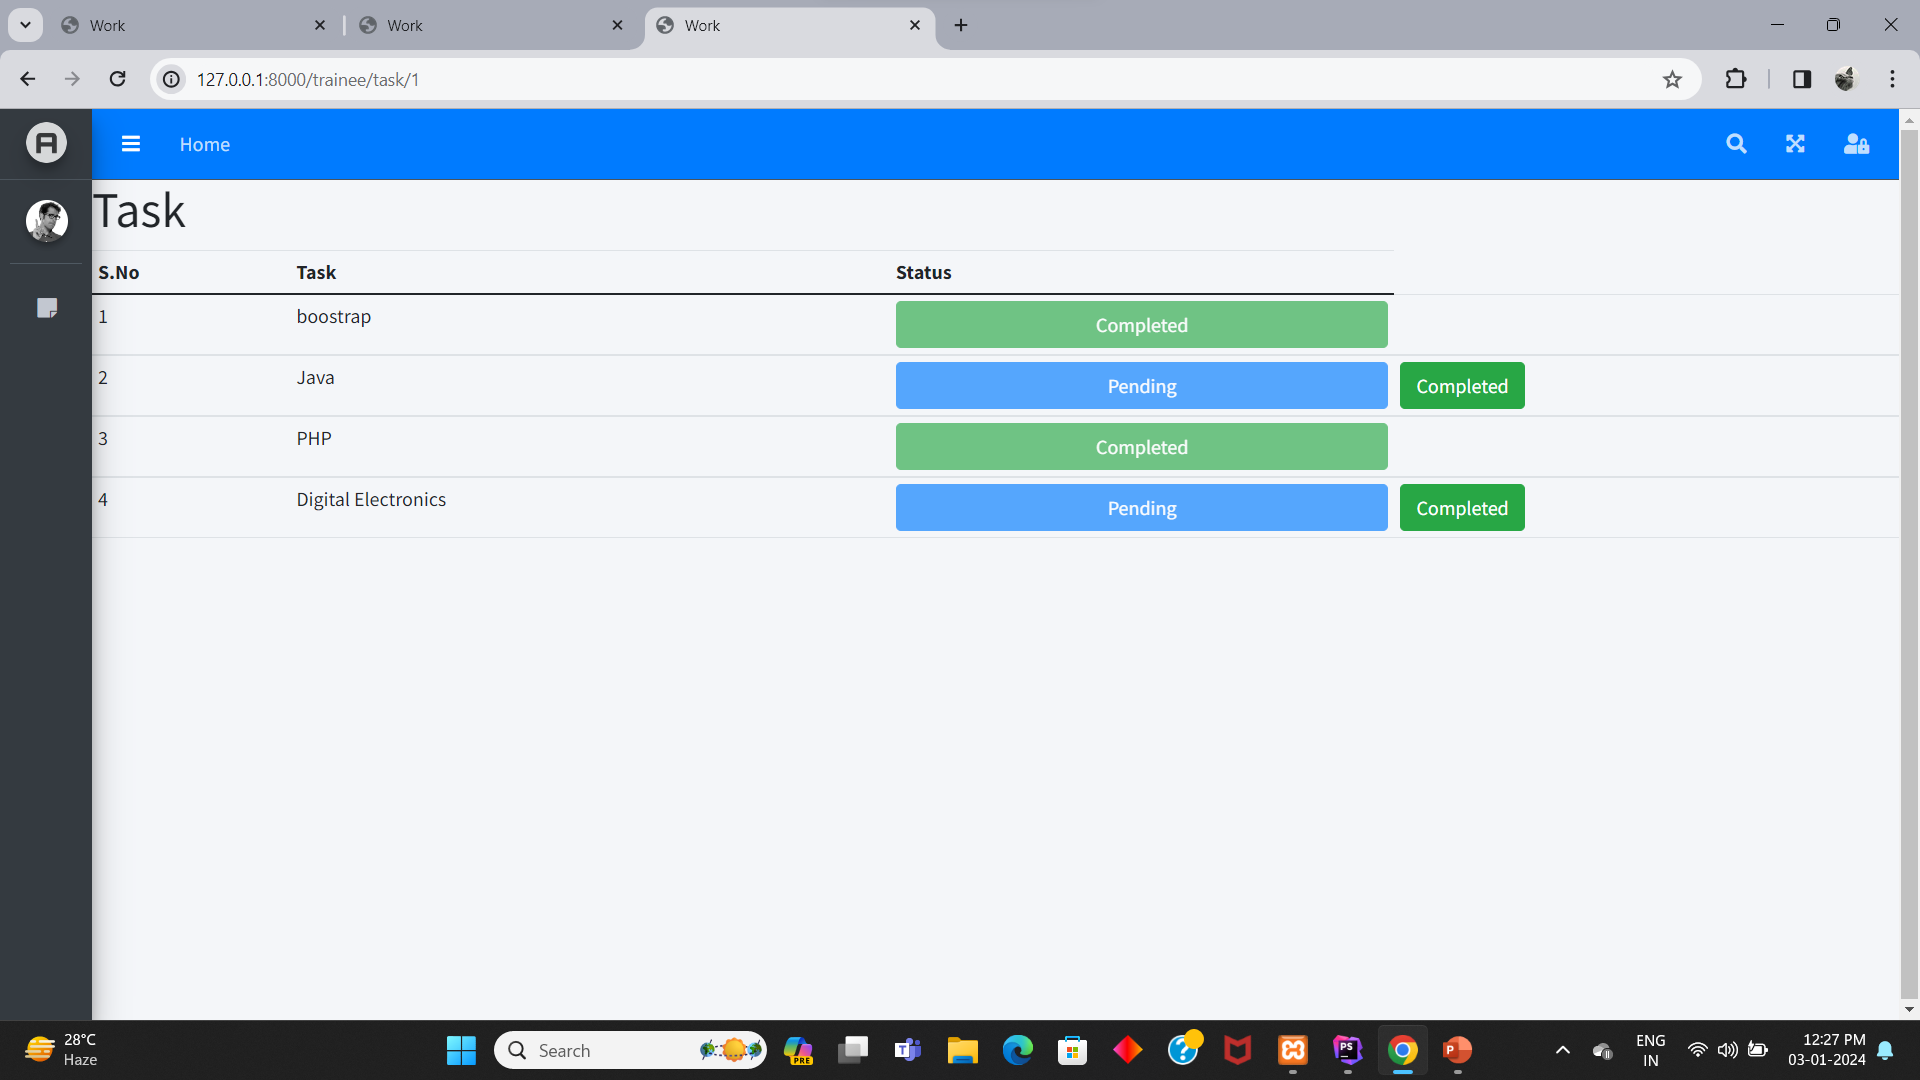 Work
Work
Work
127.0.0.1:8000/trainee/task/1
Home
Task
S.No Task Status
1 boostrap Completed
2 Java Pending Completed
3 PHP Completed
4 Digital Electronics Pending Completed
28°C
Haze
Search
PRE
PS
P
ENG
IN
12:27 PM
03-01-2024